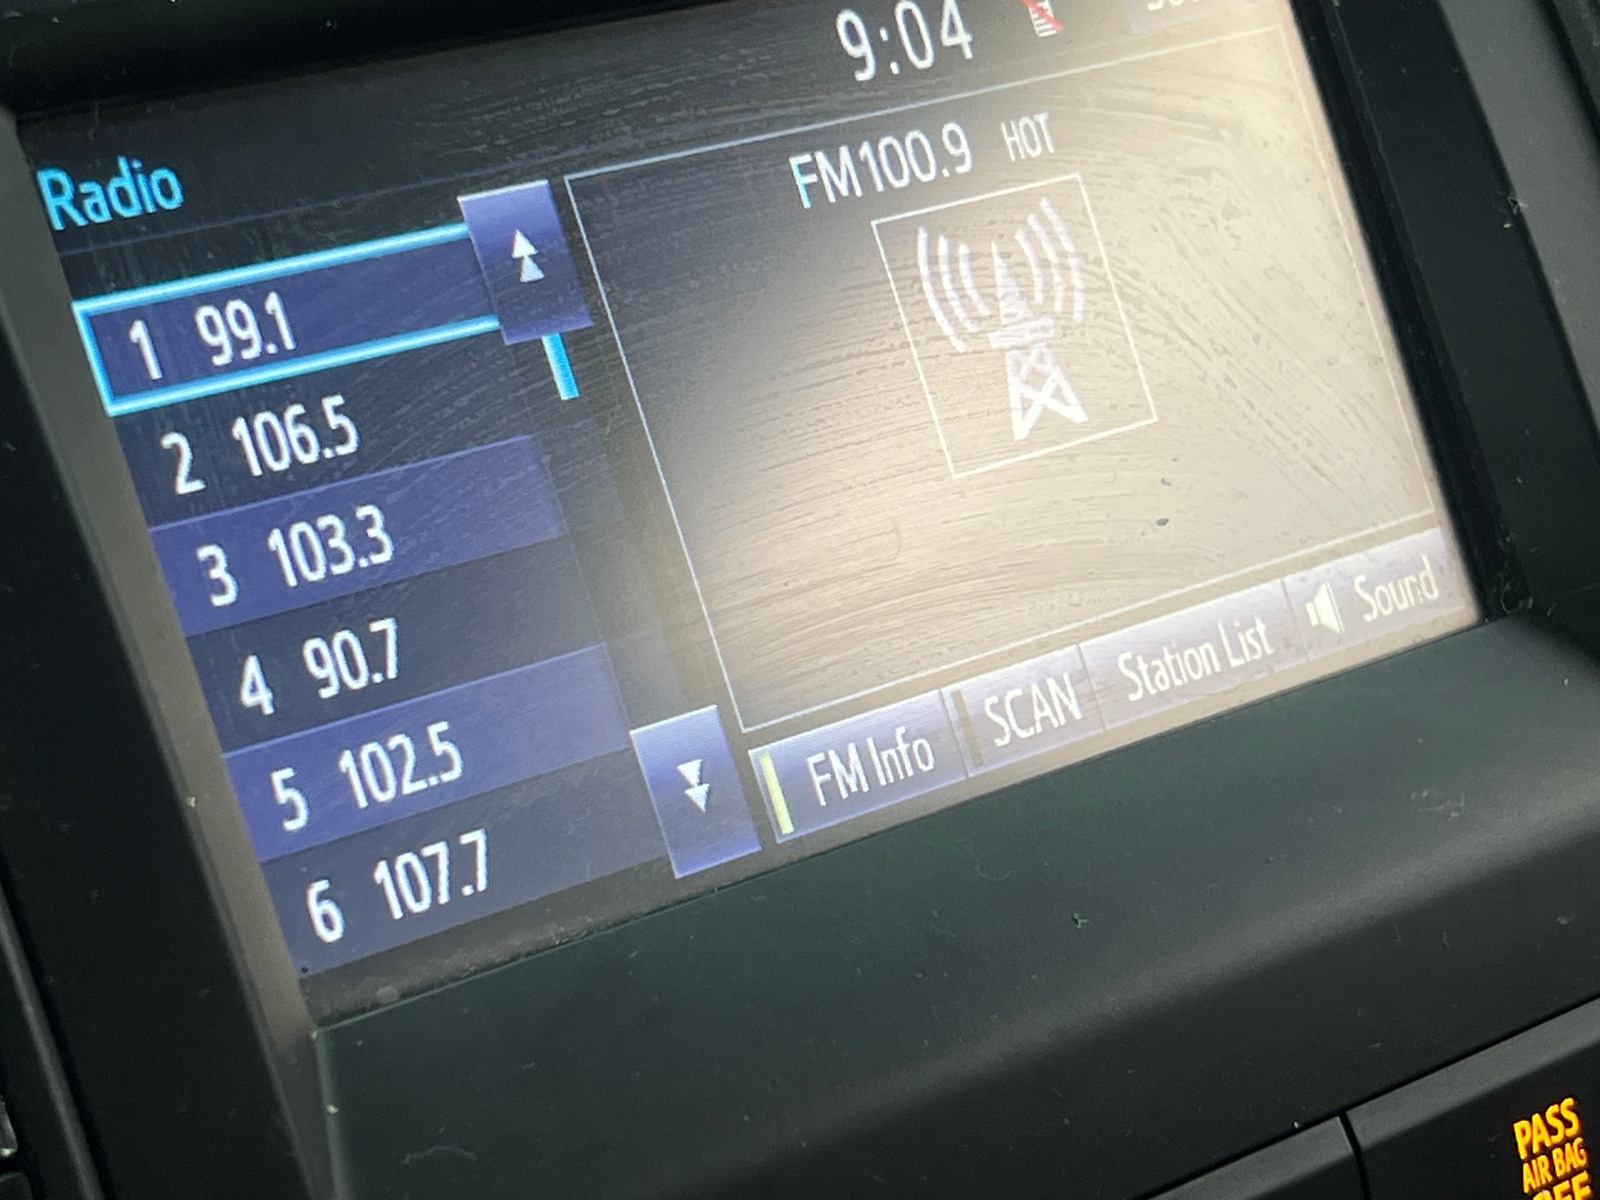 9:04
Radio
FM100.9 HOT
1 99.1
2 106.5
3 103.3
4 90.7
5 102.5
6 107.7
FM Info
SCAN
Station List
Sound
PASS
AIR BAG